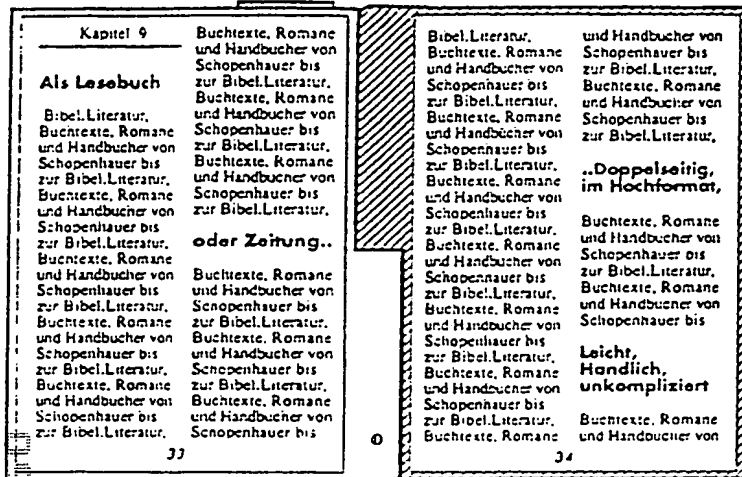 Kapitel 9
Als Lesebuch
Bibel.Literatur,
Buchtexte, Romane
und Handbucher von
Schopenhauer bis
zur Bibel.Literatur,
Buchtexte, Romane
und Handbucher von
Schopenhauer bis
zur Bibel.Literatur,
Buchtexte, Romane
und Handbucher von
Schopenhauer bis
zur Bibel.Literatur,
Buchtexte, Romane
und Handbucher von
Schopenhauer bis
zur Bibel.Literatur,
Buchtexte, Romane
und Handbucher von
Schopenhauer bis
zur Bibel.Literatur,
Buchtexte, Romane
und Handbucher von
Schopenhauer bis
zur Bibel.Literatur,
Buchtexte, Romane
und Handbucher von
Schopenhauer bis
zur Bibel.Literatur,
Buchtexte, Romane
und Handbucher von
Schopenhauer bis
zur Bibel.Literatur,
oder Zeitung..
Buchtexte, Romane
und Handbucher von
Schopenhauer bis
zur Bibel.Literatur,
Buchtexte, Romane
und Handbucher von
Schopenhauer bis
zur Bibel.Literatur,
Buchtexte, Romane
und Handbucher von
Schopenhauer bis
33
Bibel.Literatur,
Buchtexte, Romane
und Handbucher von
Schopenhauer bis
zur Bibel.Literatur,
Buchtexte, Romane
und Handbucher von
Schopenhauer bis
zur Bibel.Literatur,
Buchtexte, Romane
und Handbucher von
Schopenhauer bis
zur Bibel.Literatur,
Buchtexte, Romane
und Handbucher von
Schopenhauer bis
zur Bibel.Literatur,
Buchtexte, Romane
und Handbucher von
Schopenhauer bis
zur Bibel.Literatur,
Buchtexte, Romane
und Handbucher von
Schopenhauer bis
zur Bibel.Literatur,
Buchtexte, Romane
und Handbucher von
Schopenhauer bis
zur Bibel.Literatur,
Buchtexte, Romane
und Handbucher von
Schopenhauer bis
zur Bibel.Literatur,
..Doppelseitig,
im Hochformat,
Buchtexte, Romane
und Handbucher von
Schopenhauer bis
zur Bibel.Literatur,
Buchtexte, Romane
und Handbucher von
Schopenhauer bis
Leicht,
Handlich,
unkompliziert
Buchtexte, Romane
und Handbucher von
34